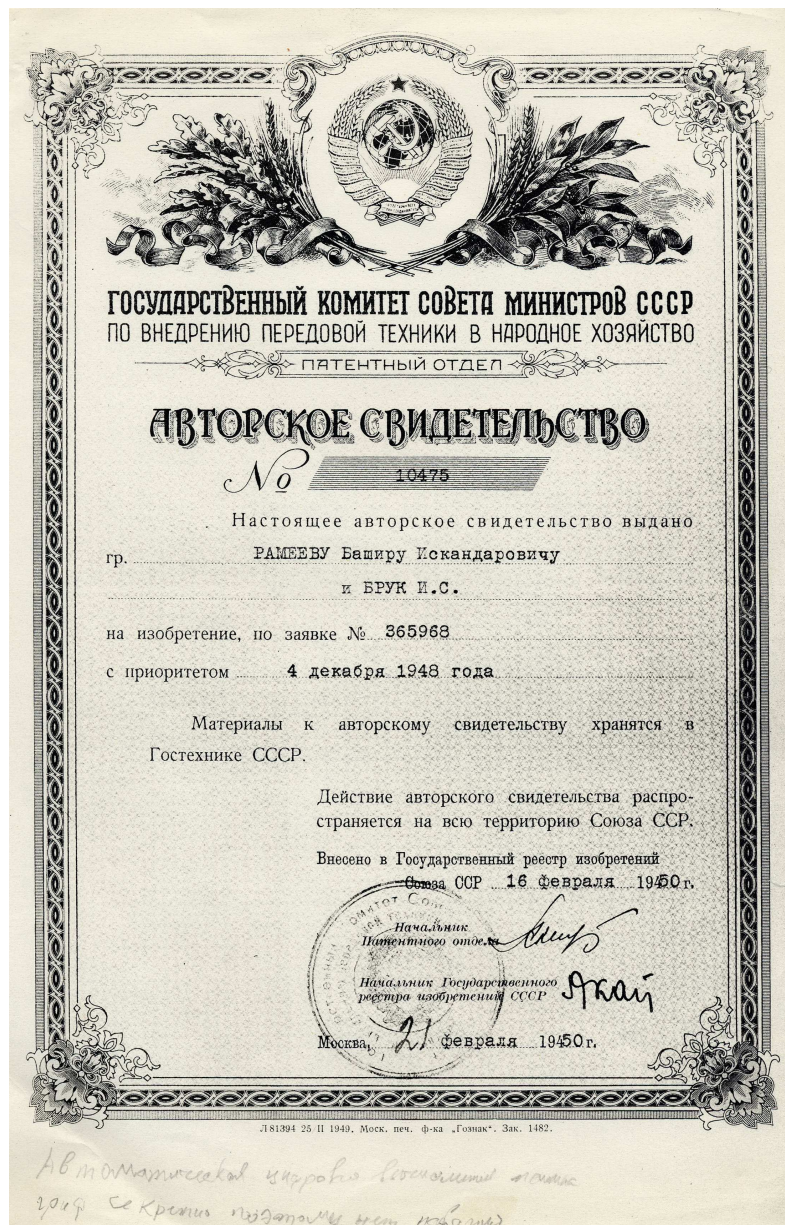 ГОСУДАРСТВЕННЫЙ КОМИТЕТ СОВЕТА МИНИСТРОВ СССР
ПО ВНЕДРЕНИЮ ПЕРЕДОВОЙ ТЕХНИКИ В НАРОДНОЕ ХОЗЯЙСТВО
ПАТЕНТНЫЙ ОТДЕЛ
АВТОРСКОЕ СВИДЕТЕЛЬСТВО
№ 10475
Настоящее авторское свидетельство выдано
гр. РАМЕЕВУ Баширу Искандаровичу
и БРУК И.С.
на изобретение, по заявке № 365968
с приоритетом 4 декабря 1948 года
Материалы к авторскому свидетельству хранятся в
Гостехнике СССР.
Действие авторского свидетельства распро-
страняется на всю территорию Союза ССР.
Внесено в Государственный реестр изобретений
Союза ССР 16 февраля 1950 г.
Начальник
Патентного отдела
Начальник Государственного
реестра изобретений СССР
Москва, 21 февраля 1950 г.
Л 81394 25/II 1949. Моск. печ. ф-ка „Гознак“. Зак. 1482.
Автоматическая
гриф секретно поэтому нет